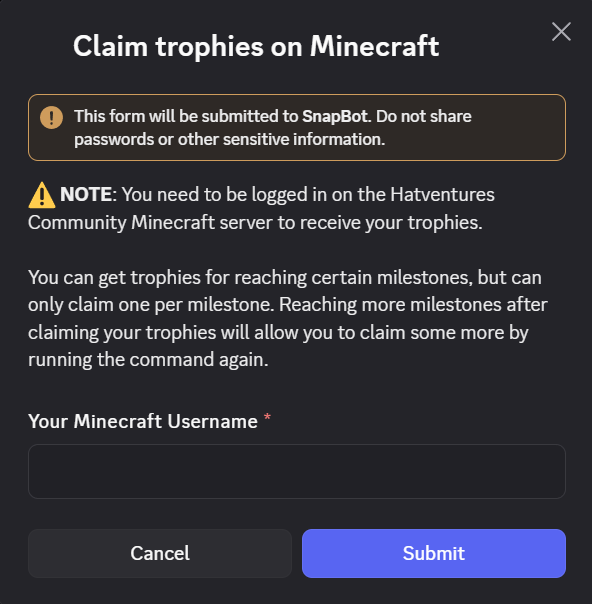 Claim trophies on Minecraft
This form will be submitted to SnapBot. Do not share
passwords or other sensitive information.
⚠️ NOTE: You need to be logged in on the Hatventures
Community Minecraft server to receive your trophies.
You can get trophies for reaching certain milestones, but can
only claim one per milestone. Reaching more milestones after
claiming your trophies will allow you to claim some more by
running the command again.
Your Minecraft Username *
Cancel
Submit